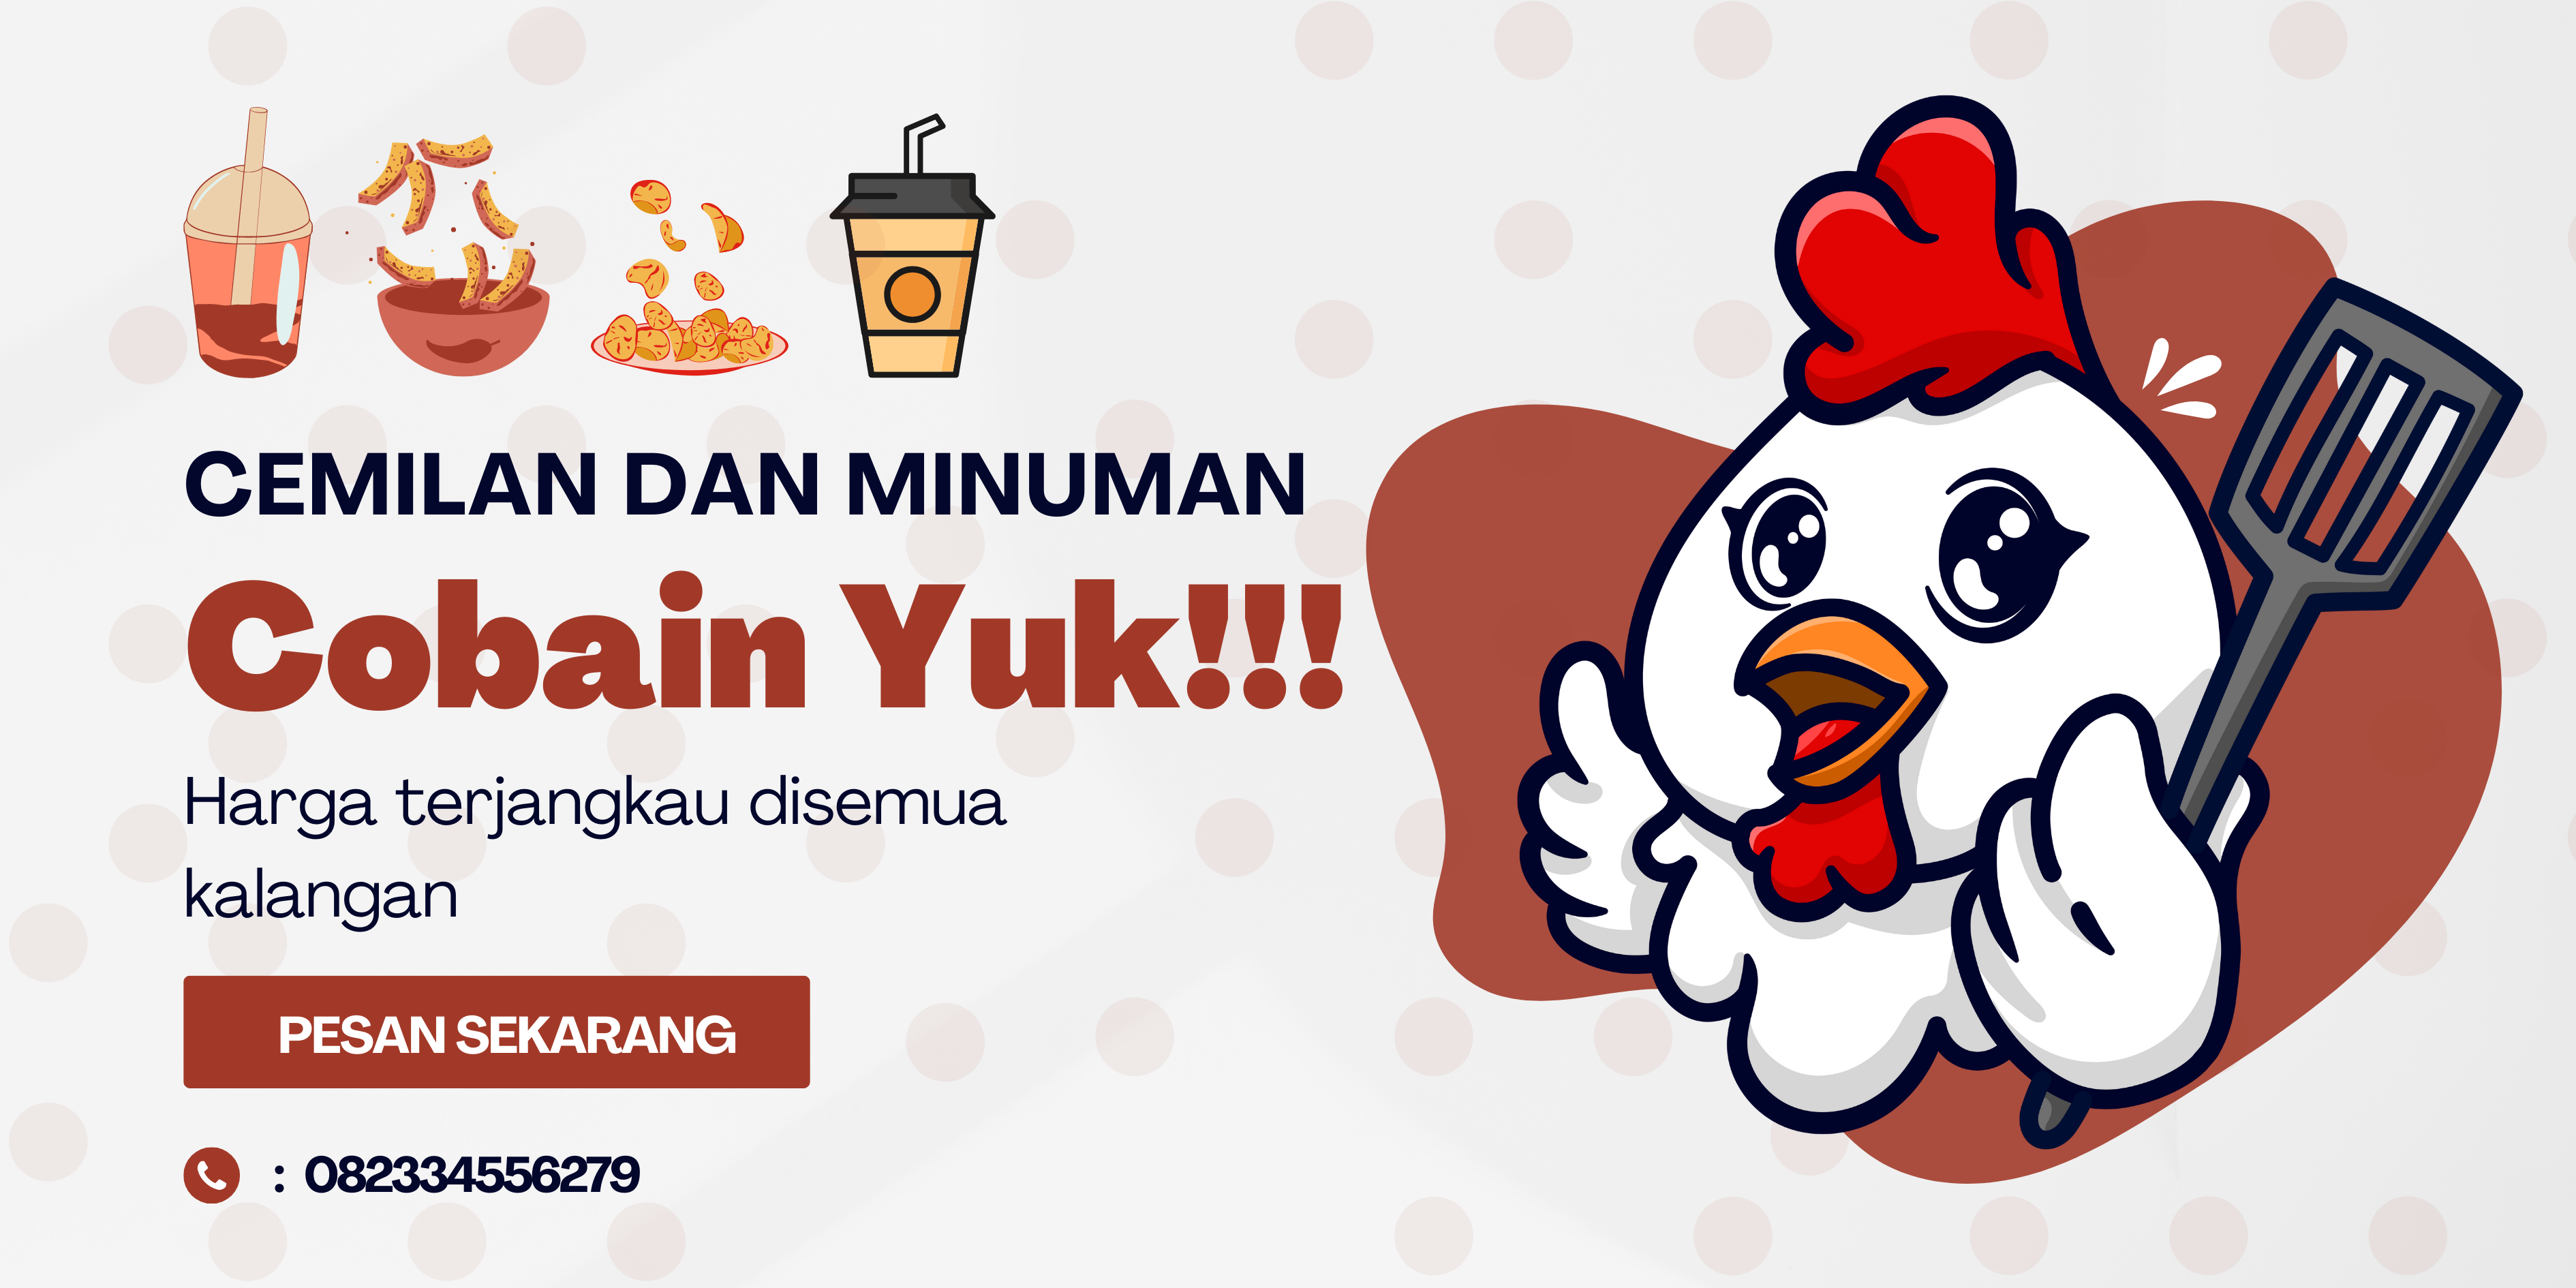 CEMILAN DAN MINUMAN
Cobain Yuk!!!
Harga terjangkau disemua
kalangan
PESAN SEKARANG
: 082334556279